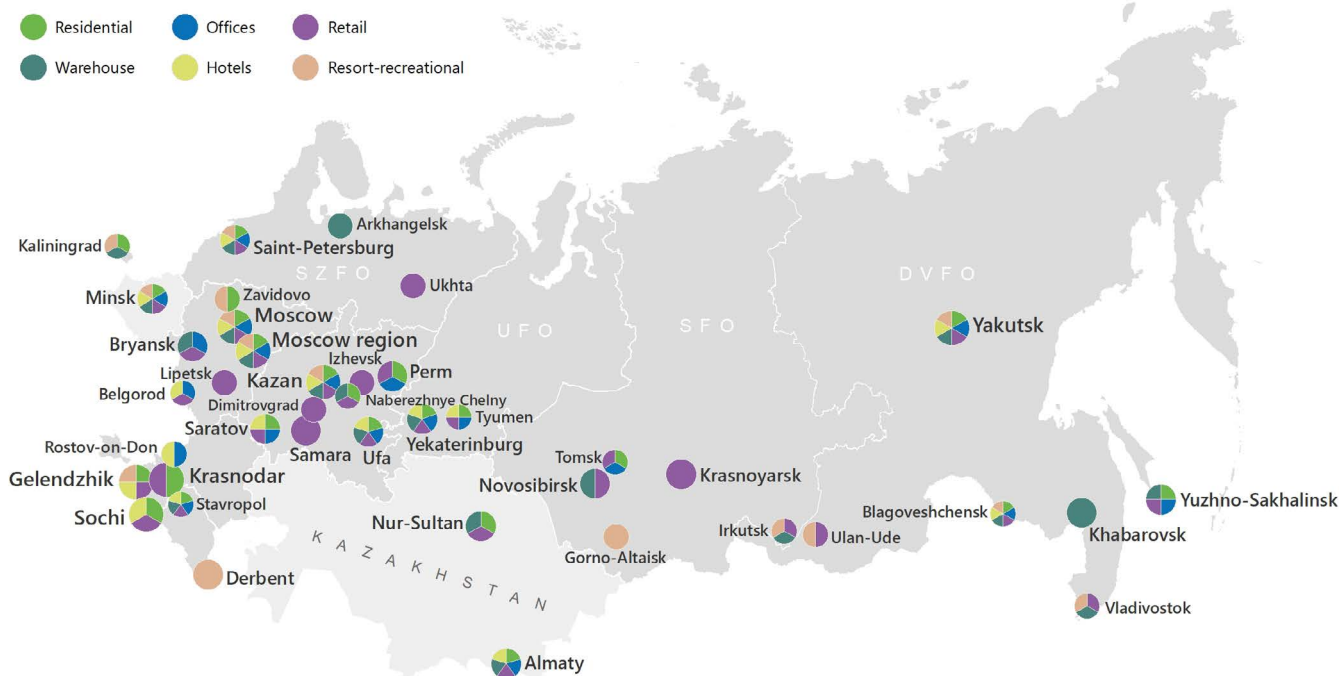 Residential
Offices
Retail
Warehouse
Hotels
Resort-recreational
Arkhangelsk
Kaliningrad
Saint-Petersburg
SZFO
DVFO
Ukhta
Minsk
Zavidovo
Moscow
UFO
SFO
Yakutsk
Bryansk
Moscow region
Izhevsk
Lipetsk
Kazan
Perm
Belgorod
Naberezhnye Chelny
Dimitrovgrad
Tyumen
Saratov
Yekaterinburg
Rostov-on-Don
Samara
Ufa
Tomsk
Gelendzhik
Krasnodar
Krasnoyarsk
Novosibirsk
Stavropol
Yuzhno-Sakhalinsk
Sochi
Nur-Sultan
Blagoveshchensk
Irkutsk
Ulan-Ude
Khabarovsk
KAZAKHSTAN
Gorno-Altaisk
Derbent
Vladivostok
Almaty